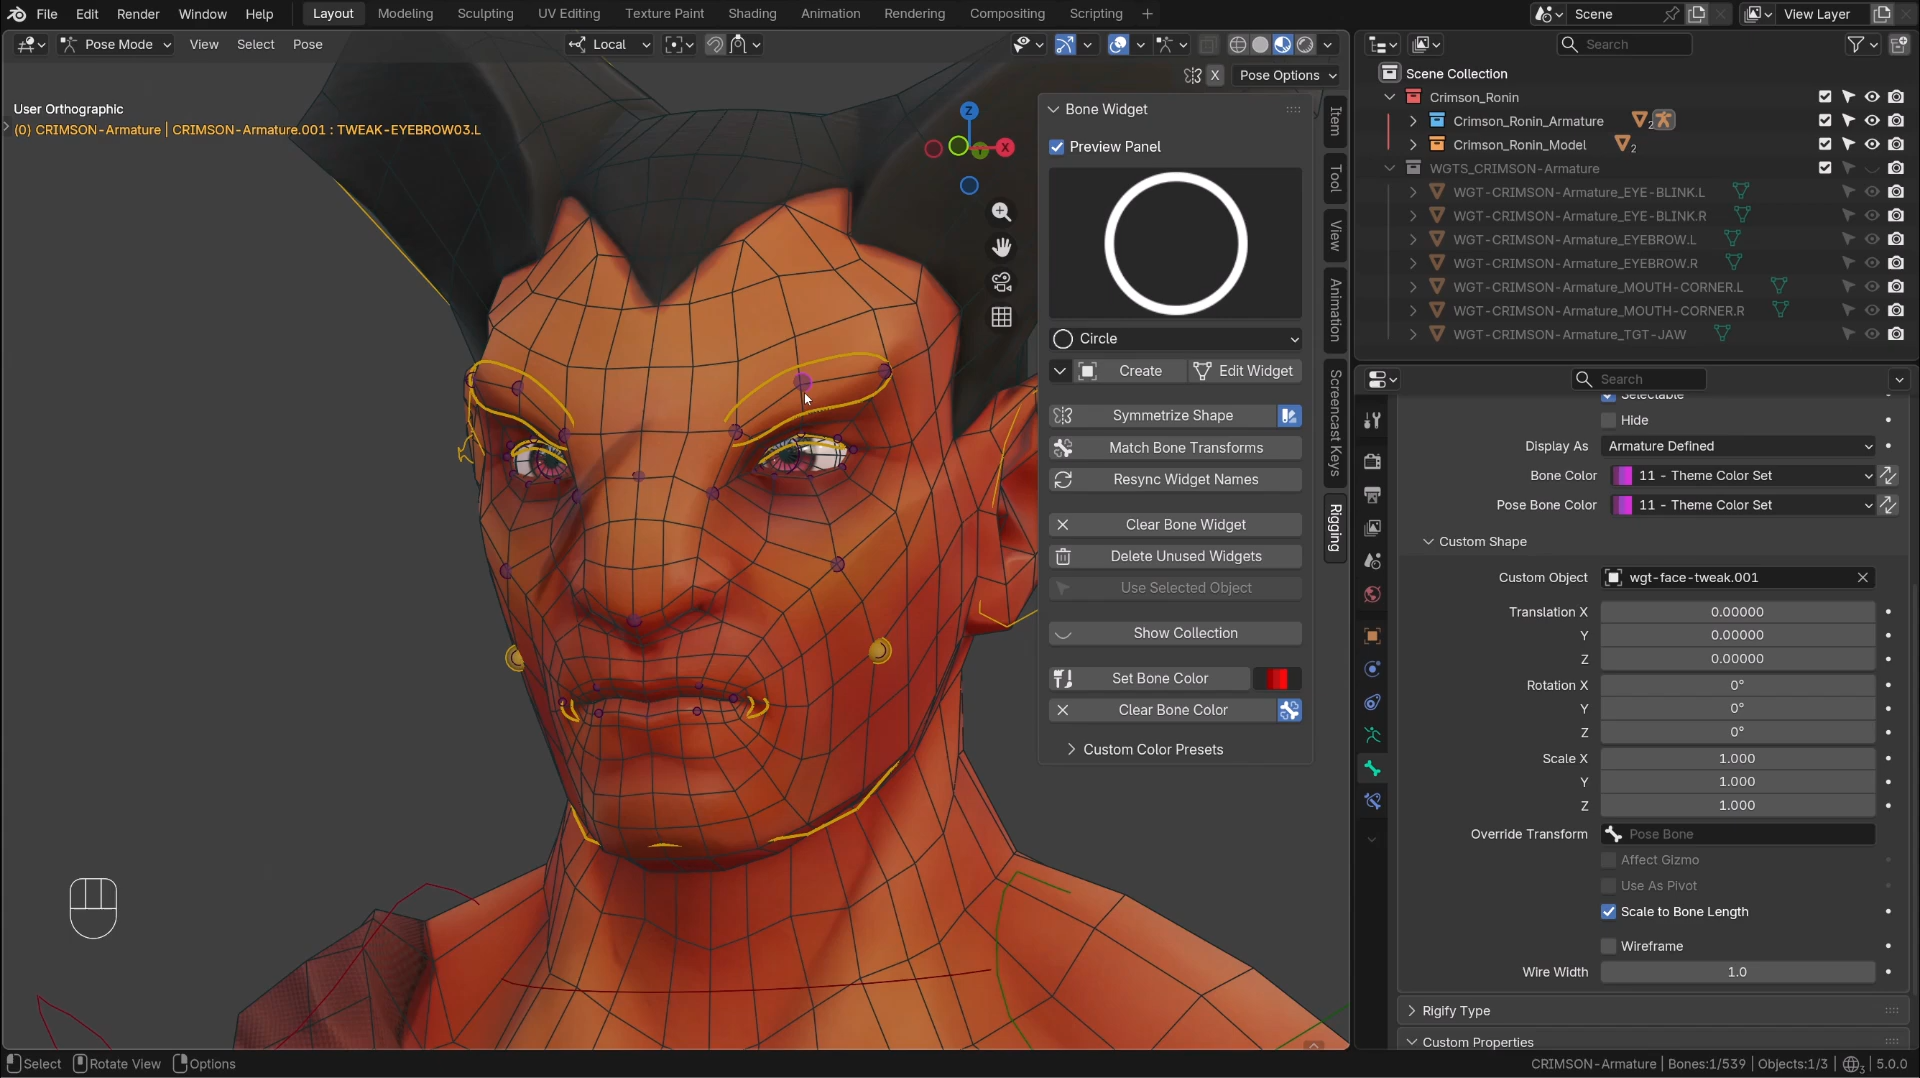 File Edit Render Window Help Layout Modeling Sculpting UV Editing Texture Paint Shading Animation Rendering Compositing Scripting + Scene View Layer
Pose Mode View Select Pose Local Search
X Pose Options
User Orthographic
(0) CRIMSON-Armature | CRIMSON-Armature.001 : TWEAK-EYEBROW03.L
Z
X
Bone Widget
Preview Panel
Circle
Create Edit Widget
Symmetrize Shape
Match Bone Transforms
Resync Widget Names
Clear Bone Widget
Delete Unused Widgets
Use Selected Object
Show Collection
Set Bone Color
Clear Bone Color
Custom Color Presets
Item
Tool
View
Animation
Screencast Keys
Rigging
Scene Collection
Crimson_Ronin
Crimson_Ronin_Armature 2
Crimson_Ronin_Model 2
WGTS_CRIMSON-Armature
WGT-CRIMSON-Armature_EYE-BLINK.L
WGT-CRIMSON-Armature_EYE-BLINK.R
WGT-CRIMSON-Armature_EYEBROW.L
WGT-CRIMSON-Armature_EYEBROW.R
WGT-CRIMSON-Armature_MOUTH-CORNER.L
WGT-CRIMSON-Armature_MOUTH-CORNER.R
WGT-CRIMSON-Armature_TGT-JAW
Search
Selectable
Hide
Display As Armature Defined
Bone Color 11 - Theme Color Set
Pose Bone Color 11 - Theme Color Set
Custom Shape
Custom Object wgt-face-tweak.001
Translation X 0.00000
Y 0.00000
Z 0.00000
Rotation X 0°
Y 0°
Z 0°
Scale X 1.000
Y 1.000
Z 1.000
Override Transform Pose Bone
Affect Gizmo
Use As Pivot
Scale to Bone Length
Wireframe
Wire Width 1.0
Rigify Type
Custom Properties
Select Rotate View Options
CRIMSON-Armature | Bones:1/539 | Objects:1/3 3 5.0.0